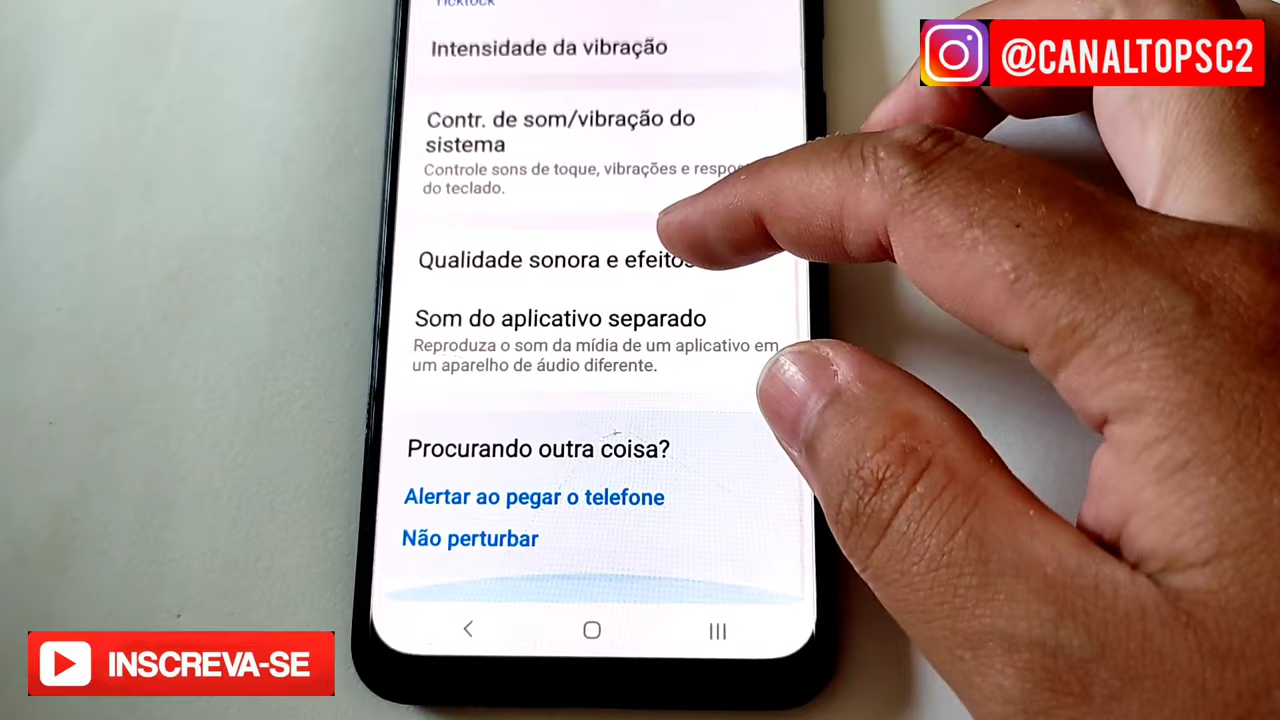 Ticktock
Intensidade da vibração
@CANALTOPSC2
Contr. de som/vibração do
sistema
Controle sons de toque, vibrações e
do teclado.
Qualidade sonora e efeitos
Som do aplicativo separado
Reproduza o som da mídia de um aplicativo em
um aparelho de áudio diferente.
Procurando outra coisa?
Alertar ao pegar o telefone
Não perturbar
INSCREVA-SE